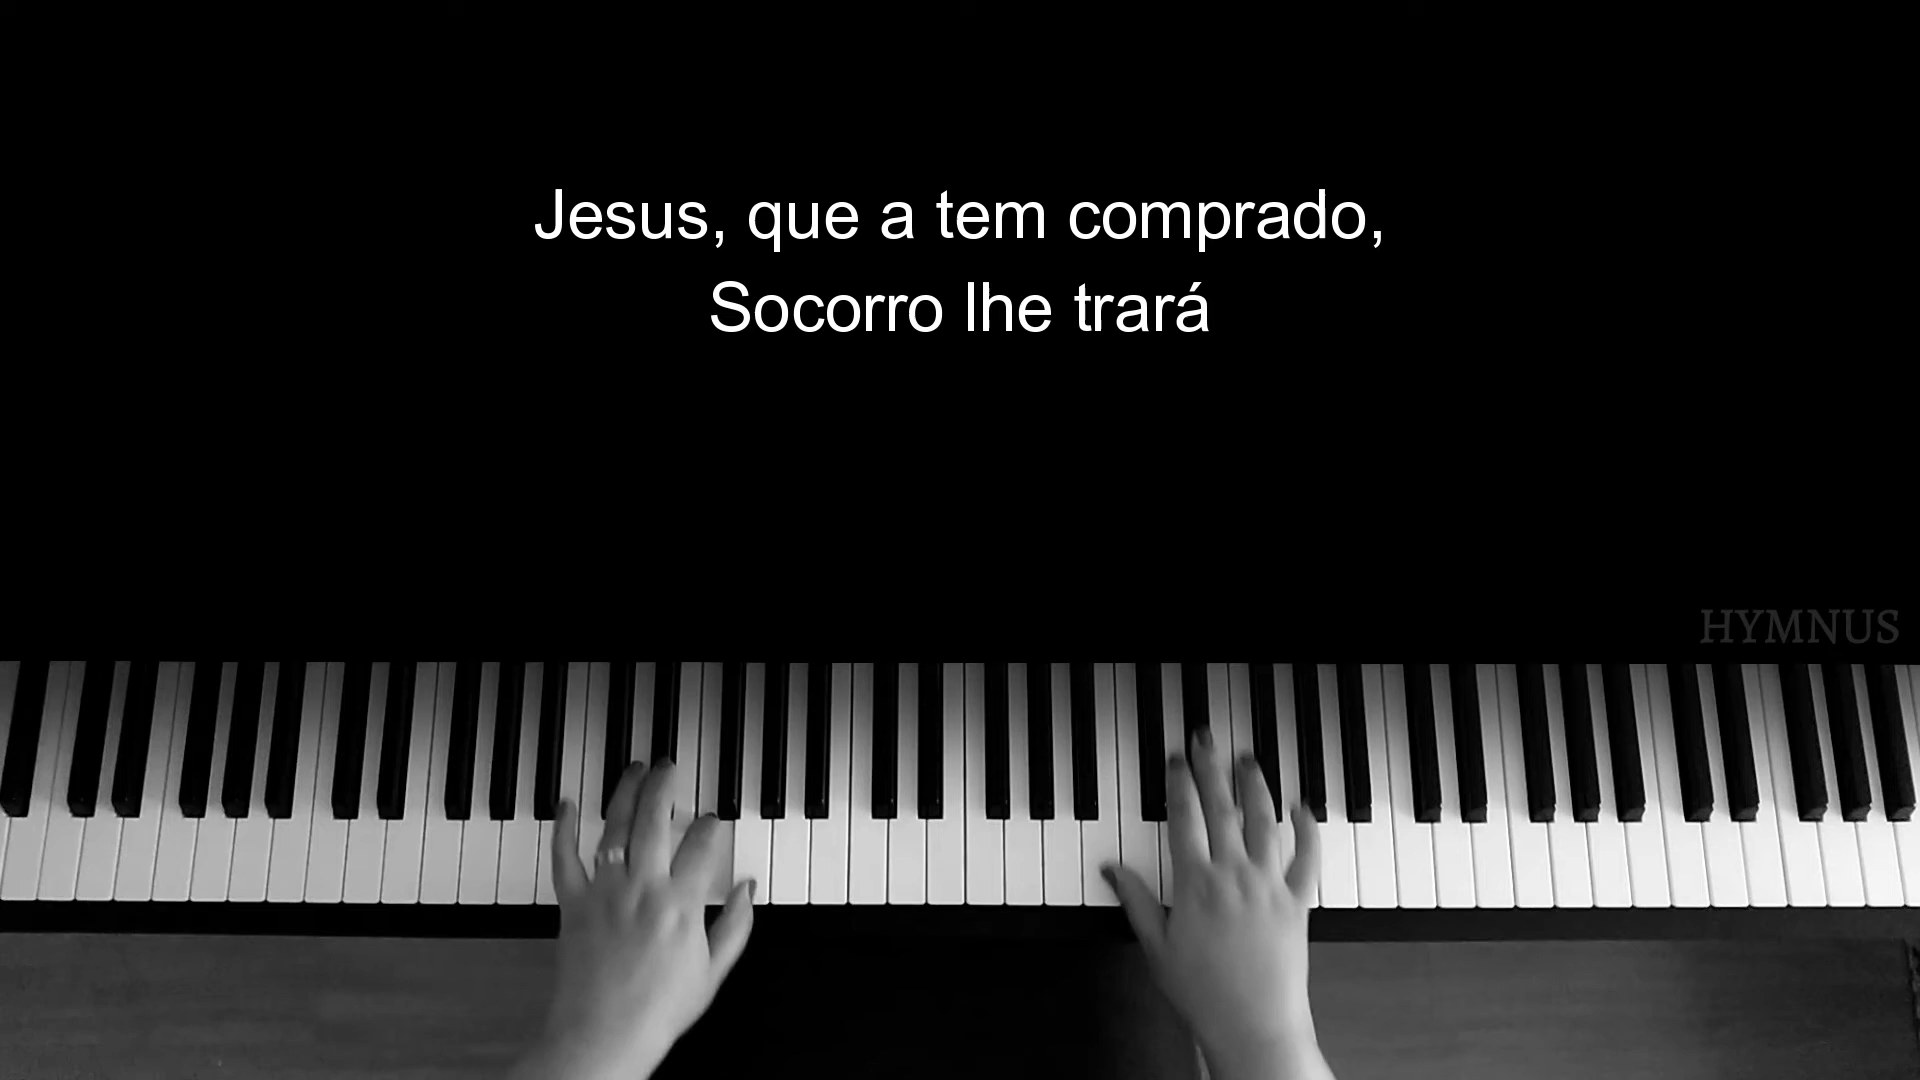 Jesus, que a tem comprado,
Socorro lhe trará
HYMNUS